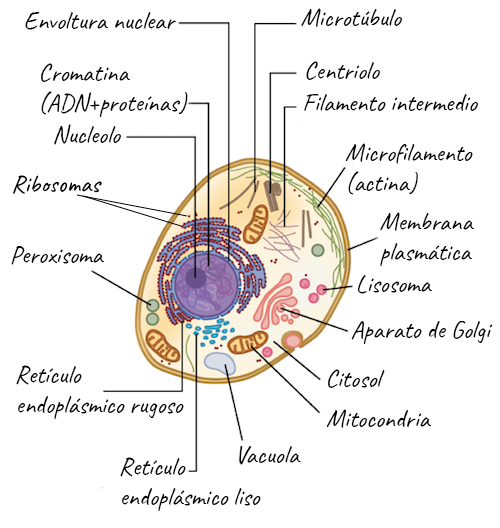 Envoltura nuclear
Microtúbulo
Cromatina
(ADN+proteínas)
Centriolo
Filamento intermedio
Nucleolo
Microfilamento
(actina)
Ribosomas
Membrana
plasmática
Peroxisoma
Lisosoma
Aparato de Golgi
Retículo
endoplásmico rugoso
Citosol
Mitocondria
Vacuola
Retículo
endoplásmico liso